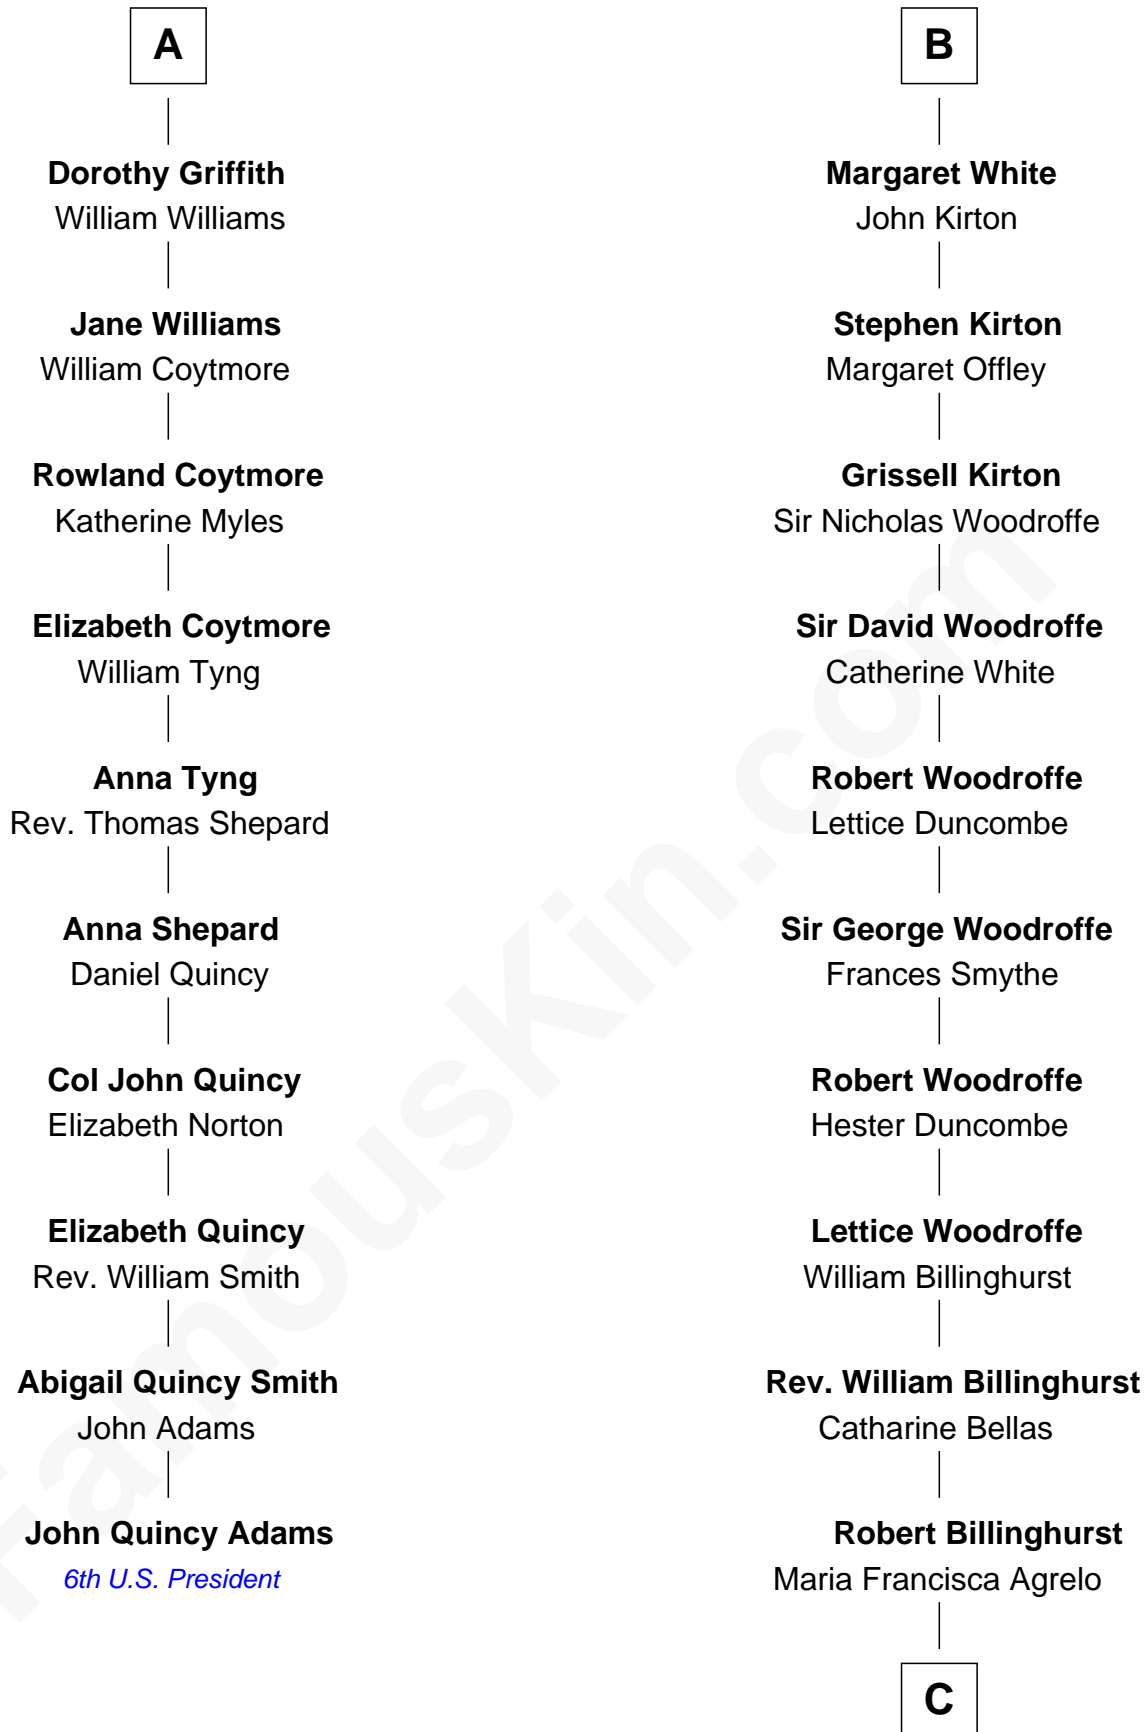 A
Dorothy Griffith
William Williams
Jane Williams
William Coytmore
Rowland Coytmore
Katherine Myles
Elizabeth Coytmore
William Tyng
Anna Tyng
Rev. Thomas Shepard
Anna Shepard
Daniel Quincy
Col John Quincy
Elizabeth Norton
Elizabeth Quincy
Rev. William Smith
Abigail Quincy Smith
John Adams
John Quincy Adams
6th U.S. President
B
Margaret White
John Kirton
Stephen Kirton
Margaret Offley
Grissell Kirton
Sir Nicholas Woodroffe
Sir David Woodroffe
Catherine White
Robert Woodroffe
Lettice Duncombe
Sir George Woodroffe
Frances Smythe
Robert Woodroffe
Hester Duncombe
Lettice Woodroffe
William Billinghurst
Rev. William Billinghurst
Catharine Bellas
Robert Billinghurst
Maria Francisca Agrelo
C
FamousKin.com